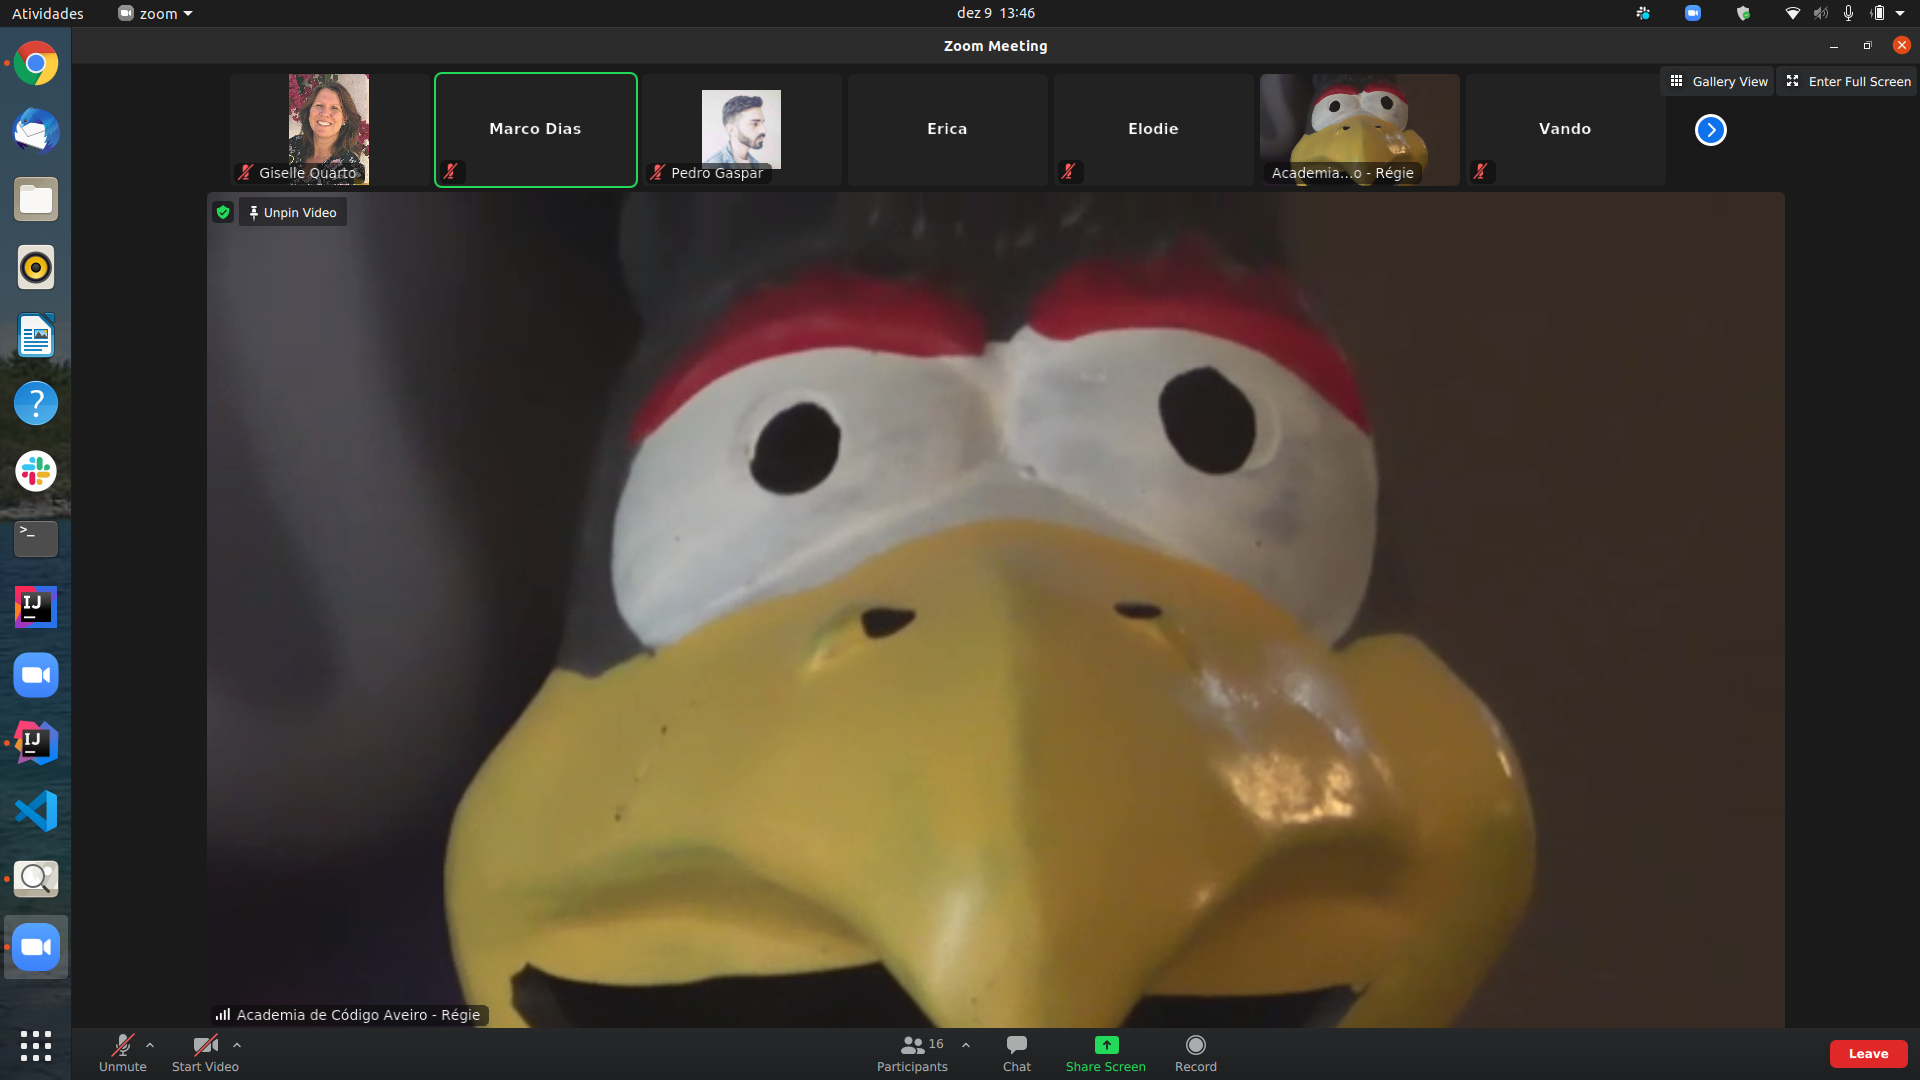 Atividades
zoom
dez 9 13:46
Zoom Meeting
Gallery View
Enter Full Screen
Giselle Quarto
Marco Dias
Pedro Gaspar
Erica
Elodie
Academia...o - Régie
Vando
Unpin Video
?
>_
IJ
IJ
Academia de Código Aveiro - Régie
Unmute
Start Video
16
Participants
Chat
Share Screen
Record
Leave